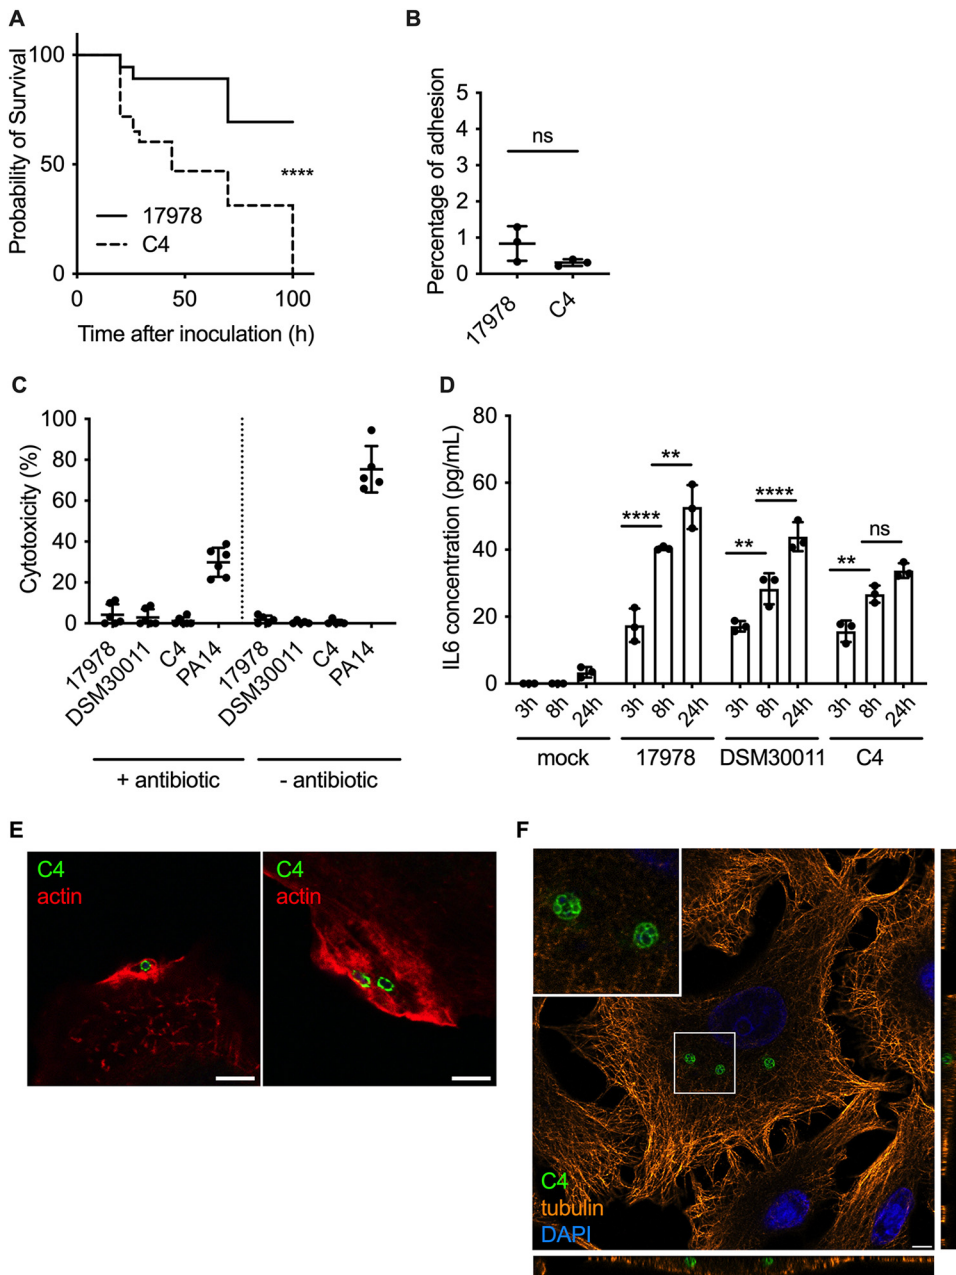 A
Probability of Survival
100
50
0
****
17978
C4
0 50 100
Time after inoculation (h)
B
Percentage of adhesion
5
4
3
2
1
0
ns
17978 C4
C
Cytotoxicity (%)
100
80
60
40
20
0
17978 DSM30011 C4 PA14 17978 DSM30011 C4 PA14
+ antibiotic - antibiotic
D
IL6 concentration (pg/mL)
80
60
40
20
0
**** ** ** **** ** ns
3h 8h 24h 3h 8h 24h 3h 8h 24h 3h 8h 24h
mock 17978 DSM30011 C4
E
C4
actin
C4
actin
F
C4
tubulin
DAPI